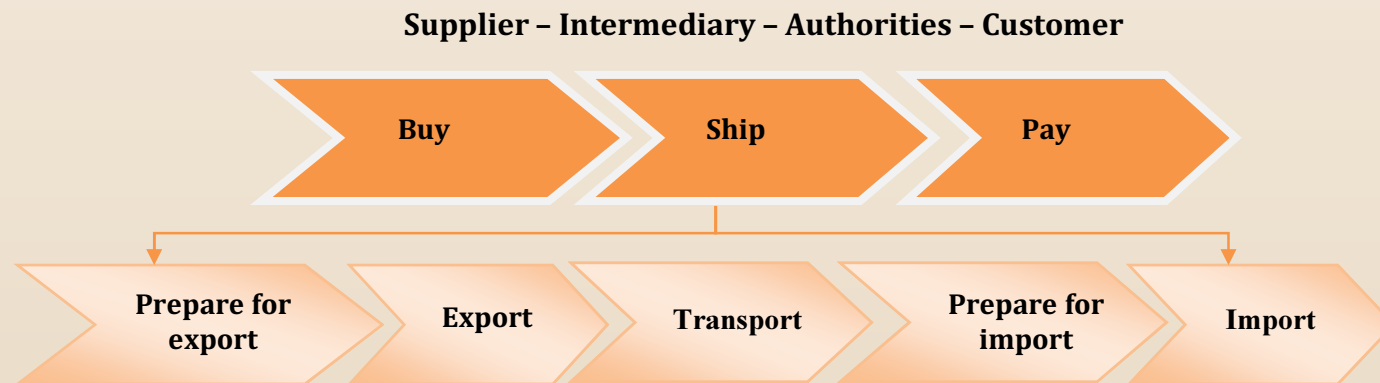 Supplier – Intermediary – Authorities – Customer
Buy
Ship
Pay
Prepare for
export
Export
Transport
Prepare for
import
Import